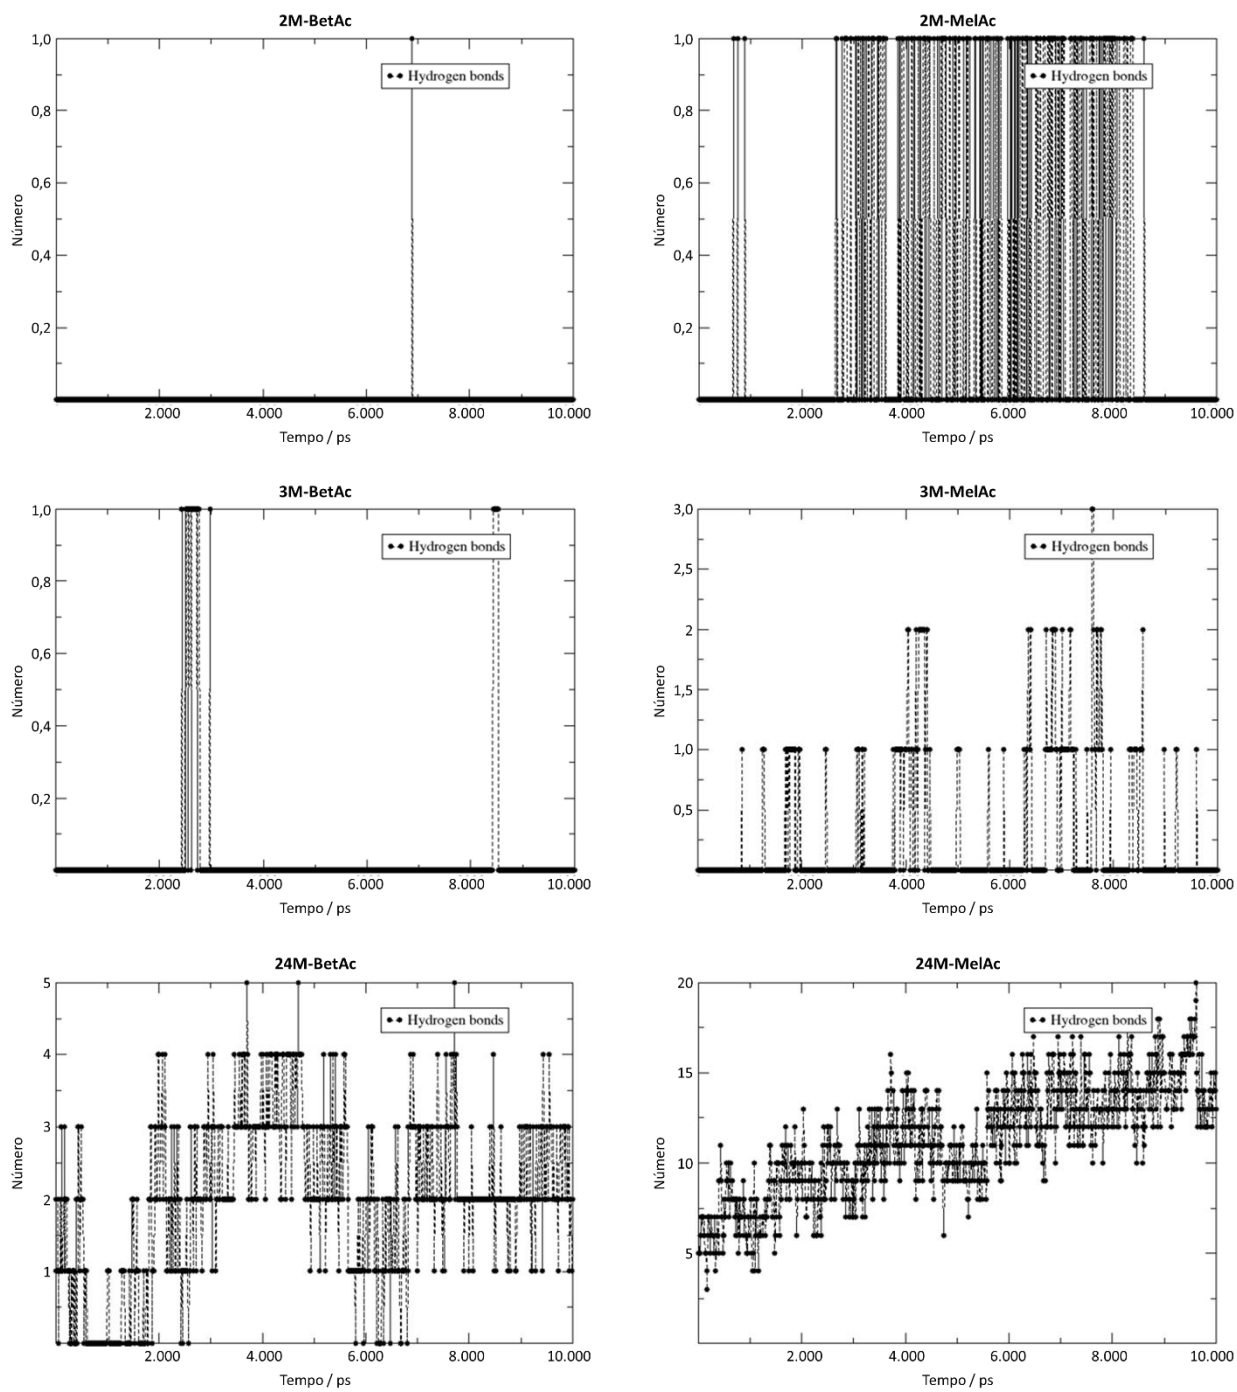 2M-BetAc
1,0
0,8
0,6
0,4
0,2
Número
Hydrogen bonds
2.000 4.000 6.000 8.000 10.000
Tempo / ps
2M-MelAc
1,0
0,8
0,6
0,4
0,2
Número
Hydrogen bonds
2.000 4.000 6.000 8.000 10.000
Tempo / ps
3M-BetAc
1,0
0,8
0,6
0,4
0,2
Número
Hydrogen bonds
2.000 4.000 6.000 8.000 10.000
Tempo / ps
3M-MelAc
3,0
2,5
2
1,5
1,0
0,5
Número
Hydrogen bonds
2.000 4.000 6.000 8.000 10.000
Tempo / ps
24M-BetAc
5
4
3
2
1
Número
Hydrogen bonds
2.000 4.000 6.000 8.000 10.000
Tempo / ps
24M-MelAc
20
15
10
5
Número
Hydrogen bonds
2.000 4.000 6.000 8.000 10.000
Tempo / ps